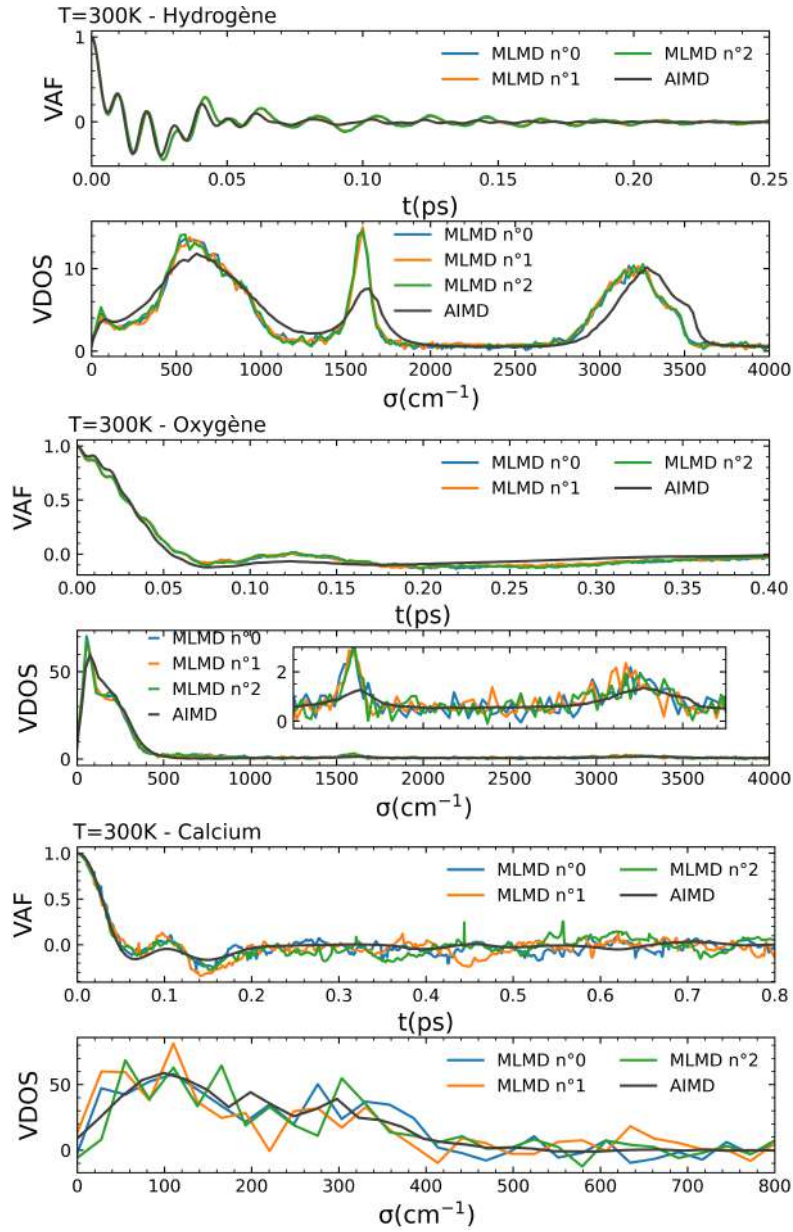 T=300K - Hydrogène
1
0
VAF
MLMD n°0
MLMD n°1
MLMD n°2
AIMD
0.00 0.05 0.10 0.15 0.20 0.25
t(ps)
10
0
VDOS
MLMD n°0
MLMD n°1
MLMD n°2
AIMD
0 500 1000 1500 2000 2500 3000 3500 4000
σ(cm⁻¹)
T=300K - Oxygène
1.0
0.5
0.0
VAF
MLMD n°0
MLMD n°1
MLMD n°2
AIMD
0.00 0.05 0.10 0.15 0.20 0.25 0.30 0.35 0.40
t(ps)
50
0
VDOS
MLMD n°0
MLMD n°1
MLMD n°2
AIMD
2
0
0 500 1000 1500 2000 2500 3000 3500 4000
σ(cm⁻¹)
T=300K - Calcium
1.0
0.5
0.0
VAF
MLMD n°0
MLMD n°1
MLMD n°2
AIMD
0.0 0.1 0.2 0.3 0.4 0.5 0.6 0.7 0.8
t(ps)
50
0
VDOS
MLMD n°0
MLMD n°1
MLMD n°2
AIMD
0 100 200 300 400 500 600 700 800
σ(cm⁻¹)